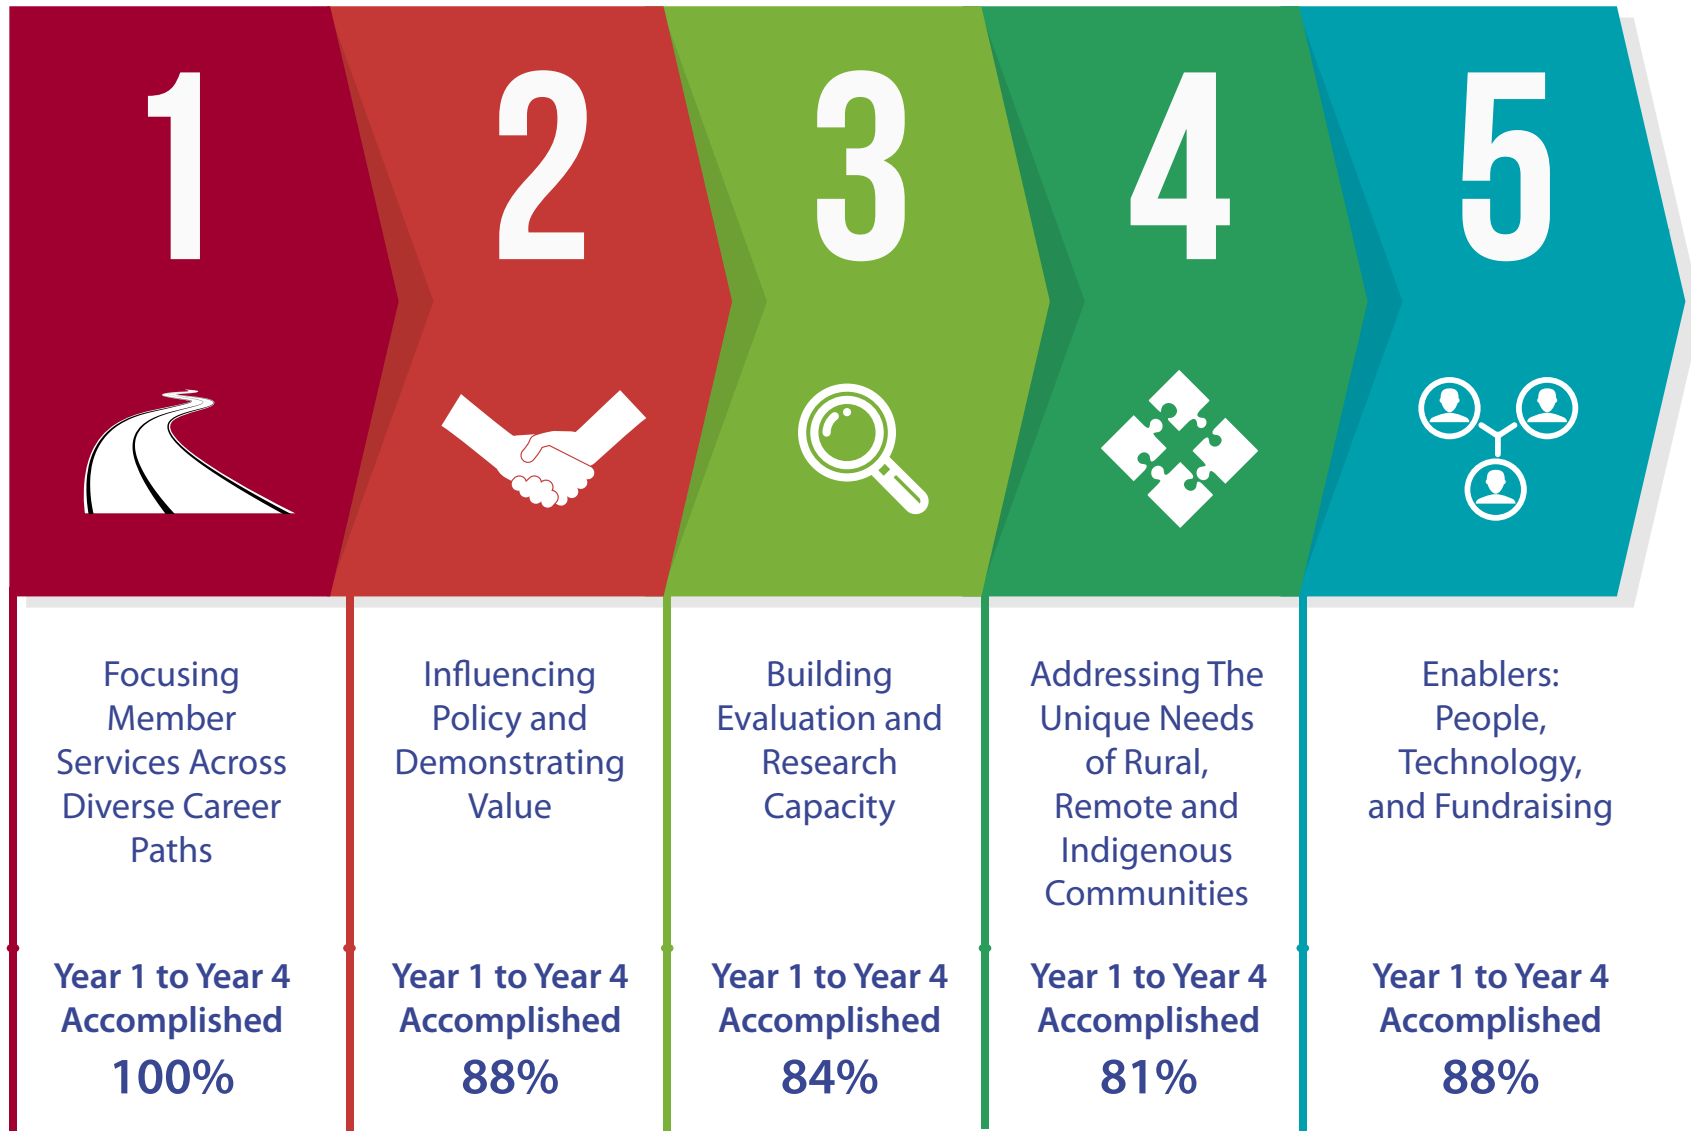 1
2
3
4
5
Focusing
Member
Services Across
Diverse Career
Paths
Year 1 to Year 4
Accomplished
100%
Influencing
Policy and
Demonstrating
Value
Year 1 to Year 4
Accomplished
88%
Building
Evaluation and
Research
Capacity
Year 1 to Year 4
Accomplished
84%
Addressing The
Unique Needs
of Rural,
Remote and
Indigenous
Communities
Year 1 to Year 4
Accomplished
81%
Enablers:
People,
Technology,
and Fundraising
Year 1 to Year 4
Accomplished
88%